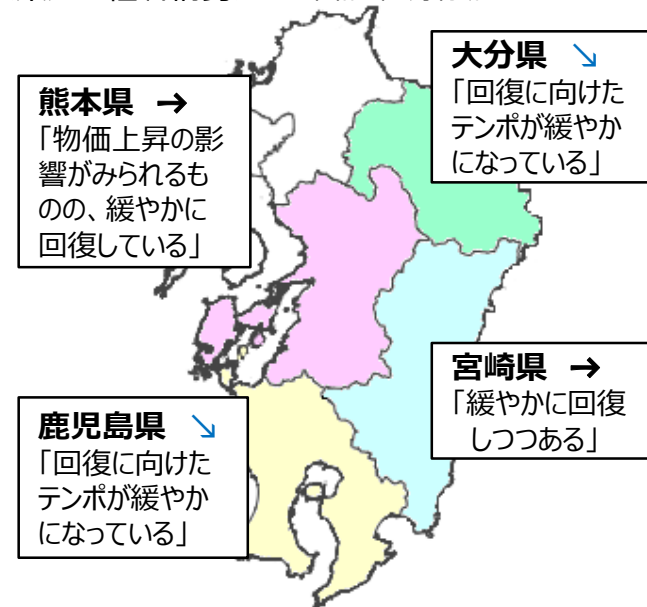 大分県 ↘
「回復に向けた
テンポが緩やか
になっている」
熊本県 →
「物価上昇の影
響がみられるも
のの、緩やかに
回復している」
宮崎県 →
「緩やかに回復
しつつある」
鹿児島県 ↘
「回復に向けた
テンポが緩やか
になっている」